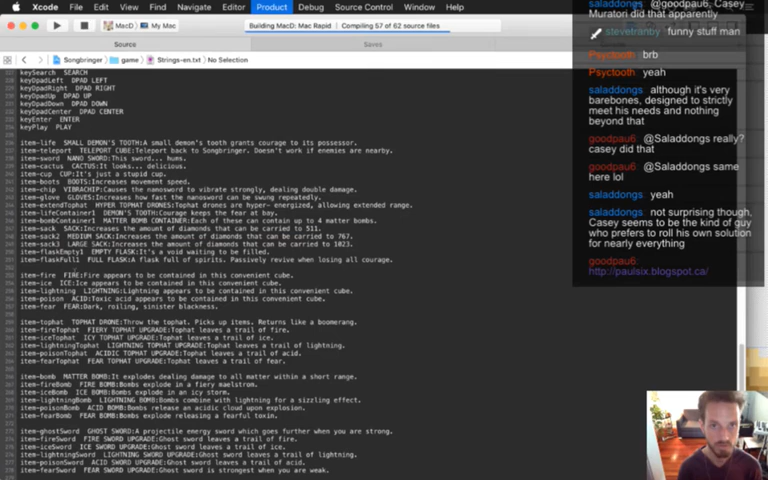 Xcode File Edit View Find Navigate Editor Product Debug Source Control Window Help
MacD My Mac
Building MacD: Mac Rapid Compiling 57 of 62 source files
Source
Saves
Songbringer game Strings-en.txt No Selection
keySearch SEARCH
keyDpadLeft DPAD LEFT
keyDpadRight DPAD RIGHT
keyDpadUp DPAD UP
keyDpadDown DPAD DOWN
keyDpadCenter DPAD CENTER
keyEnter ENTER
keyPlay PLAY
item-life SMALL DEMON'S TOOTH:A small demon's tooth grants courage to its possessor.
item-teleport TELEPORT CUBE:Teleport back to Songbringer. Doesn't work if enemies are nearby.
item-sword NANO SWORD:This sword... hums.
item-cactus CACTUS:It looks... delicious.
item-cup CUP:It's just a stupid cup.
item-boots BOOTS:Increases movement speed.
item-chip VIBRACHIP:Causes the nanosword to vibrate strongly, dealing double damage.
item-glove GLOVES:Increases how fast the nanosword can be swung repeatedly.
item-extendTophat HYPER TOPHAT DRONES:Tophat drones are hyper- energized, allowing extended range.
item-lifeContainer1 DEMON'S TOOTH:Courage keeps the fear at bay.
item-bombContainer1 MATTER BOMB CONTAINER:Each of these can contain up to 4 matter bombs.
item-sack SACK:Increases the amount of diamonds that can be carried to 511.
item-sack2 MEDIUM SACK:Increases the amount of diamonds that can be carried to 767.
item-sack3 LARGE SACK:Increase the amount of diamonds that can be carried to 1023.
item-flaskEmpty1 EMPTY FLASK:It's a void waiting to be filled.
item-flaskFull1 FULL FLASK:A flask full of spirits. Passively revive when losing all courage.
item-fire FIRE:Fire appears to be contained in this convenient cube.
item-ice ICE:Ice appears to be contained in this convenient cube.
item-lightning LIGHTNING:Lightning appears to be contained in this convenient cube.
item-poison ACID:Toxic acid appears to be contained in this convenient cube.
item-fear FEAR:Dark, roiling, sinister blackness.
item-tophat TOPHAT DRONE:Throw the tophat. Picks up items. Returns like a boomerang.
item-fireTophat FIERY TOPHAT UPGRADE:Tophat leaves a trail of fire.
item-iceTophat ICY TOPHAT UPGRADE:Tophat leaves a trail of ice.
item-lightningTophat LIGHTNING TOPHAT UPGRADE:Tophat leaves a trail of lightning.
item-poisonTophat ACIDIC TOPHAT UPGRADE:Tophat leaves a trail of acid.
item-fearTophat FEAR TOPHAT UPGRADE:Tophat leaves a trail of fear.
item-bomb MATTER BOMB:It explodes dealing damage to all matter within a short range.
item-fireBomb FIRE BOMB:Bombs explode in a fiery maelstrom.
item-iceBomb ICE BOMB:Bombs explode in an icy storm.
item-lightningBomb LIGHTNING BOMB:Bombs combine with lightning for a sizzling effect.
item-poisonBomb ACID BOMB:Bombs release an acidic cloud upon explosion.
item-fearBomb FEAR BOMB:Bombs explode releasing a fearful toxin.
item-ghostSword GHOST SWORD:A projectile energy sword which goes further when you are strong.
item-fireSword FIRE SWORD UPGRADE:Ghost sword leaves a trail of fire.
item-iceSword ICE SWORD UPGRADE:Ghost sword leaves a trail of ice.
item-lightningSword LIGHTNING SWORD UPGRADE:Ghost sword leaves a trail of lightning.
item-poisonSword ACID SWORD UPGRADE:Ghost sword leaves a trail of acid.
item-fearSword FEAR SWORD UPGRADE:Ghost sword is strongest when you are weak.
saladdongs @goodpau6, Casey
Muratori did that apparently
stevetrantry funny stuff man
Psyctooth brb
Psyctooth yeah
saladdongs although it's very
barebones, designed to strictly
meet his needs and nothing
beyond that
goodpau6 @Saladdongs really?
casey did that
goodpau6 @Saladdongs same
here lol
saladdongs yeah
saladdongs not surprising though,
Casey seems to be the kind of guy
who prefers to roll his own solution
for nearly everything
goodpau6:
http://paulsix.blogspot.ca/